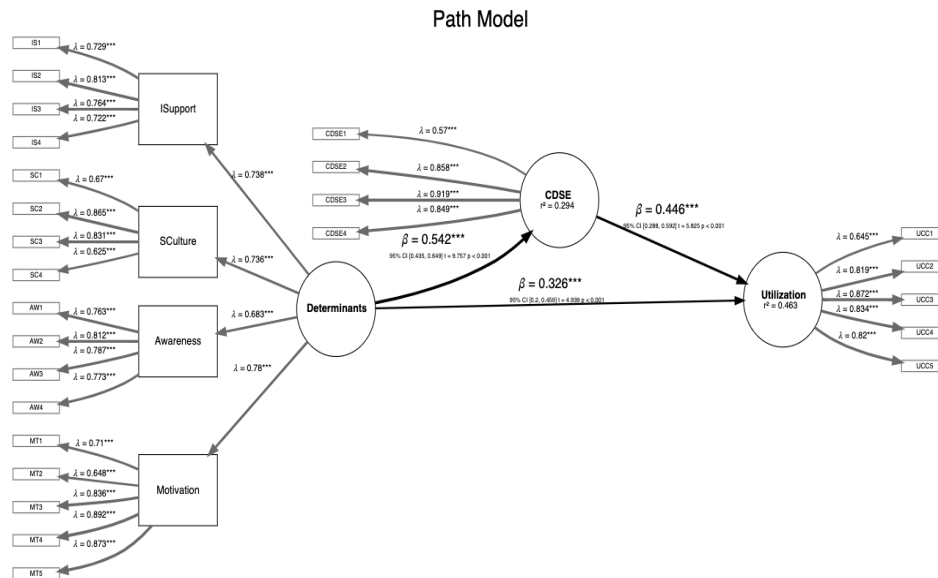 Path Model
IS1
λ = 0.729***
IS2
λ = 0.813***
IS3
λ = 0.764***
IS4
λ = 0.722***
ISupport
SC1
λ = 0.67***
SC2
λ = 0.865***
SC3
λ = 0.831***
SC4
λ = 0.625***
SCulture
AW1
λ = 0.763***
AW2
λ = 0.812***
AW3
λ = 0.787***
AW4
λ = 0.773***
Awareness
MT1
λ = 0.71***
MT2
λ = 0.648***
MT3
λ = 0.836***
MT4
λ = 0.892***
MT5
λ = 0.873***
Motivation
λ = 0.738***
λ = 0.736***
λ = 0.683***
λ = 0.78***
Determinants
CDSE1
λ = 0.57***
CDSE2
λ = 0.858***
CDSE3
λ = 0.919***
CDSE4
λ = 0.849***
CDSE
r² = 0.294
β = 0.542***
95% CI [0.435, 0.649] t = 9.757 p < 0.001
β = 0.446***
95% CI [0.288, 0.592] t = 5.825 p < 0.001
β = 0.326***
95% CI [0.2, 0.469] t = 4.939 p < 0.001
Utilization
r² = 0.463
λ = 0.645***
UCC1
λ = 0.819***
UCC2
λ = 0.872***
UCC3
λ = 0.834***
UCC4
λ = 0.82***
UCC5